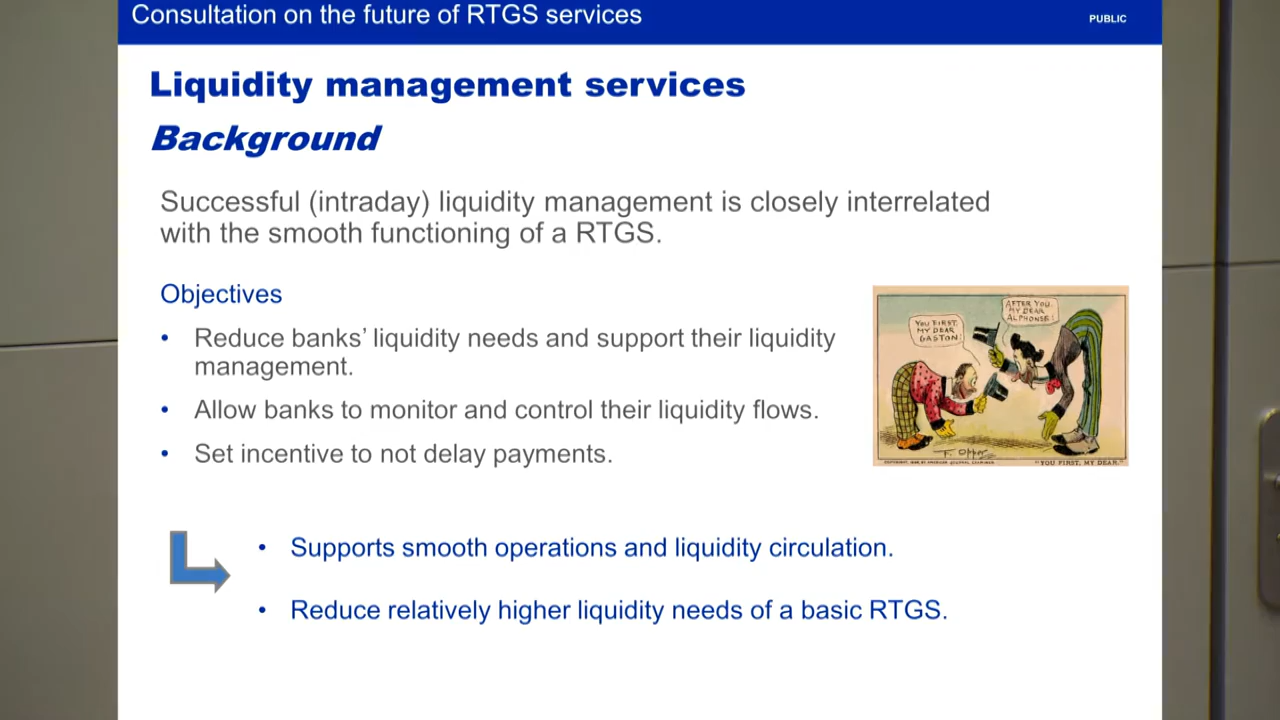 Consultation on the future of RTGS services
PUBLIC
Liquidity management services
Background
Successful (intraday) liquidity management is closely interrelated
with the smooth functioning of a RTGS.
Objectives
• Reduce banks’ liquidity needs and support their liquidity
management.
• Allow banks to monitor and control their liquidity flows.
• Set incentive to not delay payments.
AFTER YOU
MY DEAR
ALPHONSE!
YOU FIRST
MY DEAR
GASTON!
F. Opper
"YOU FIRST, MY DEAR."
• Supports smooth operations and liquidity circulation.
• Reduce relatively higher liquidity needs of a basic RTGS.